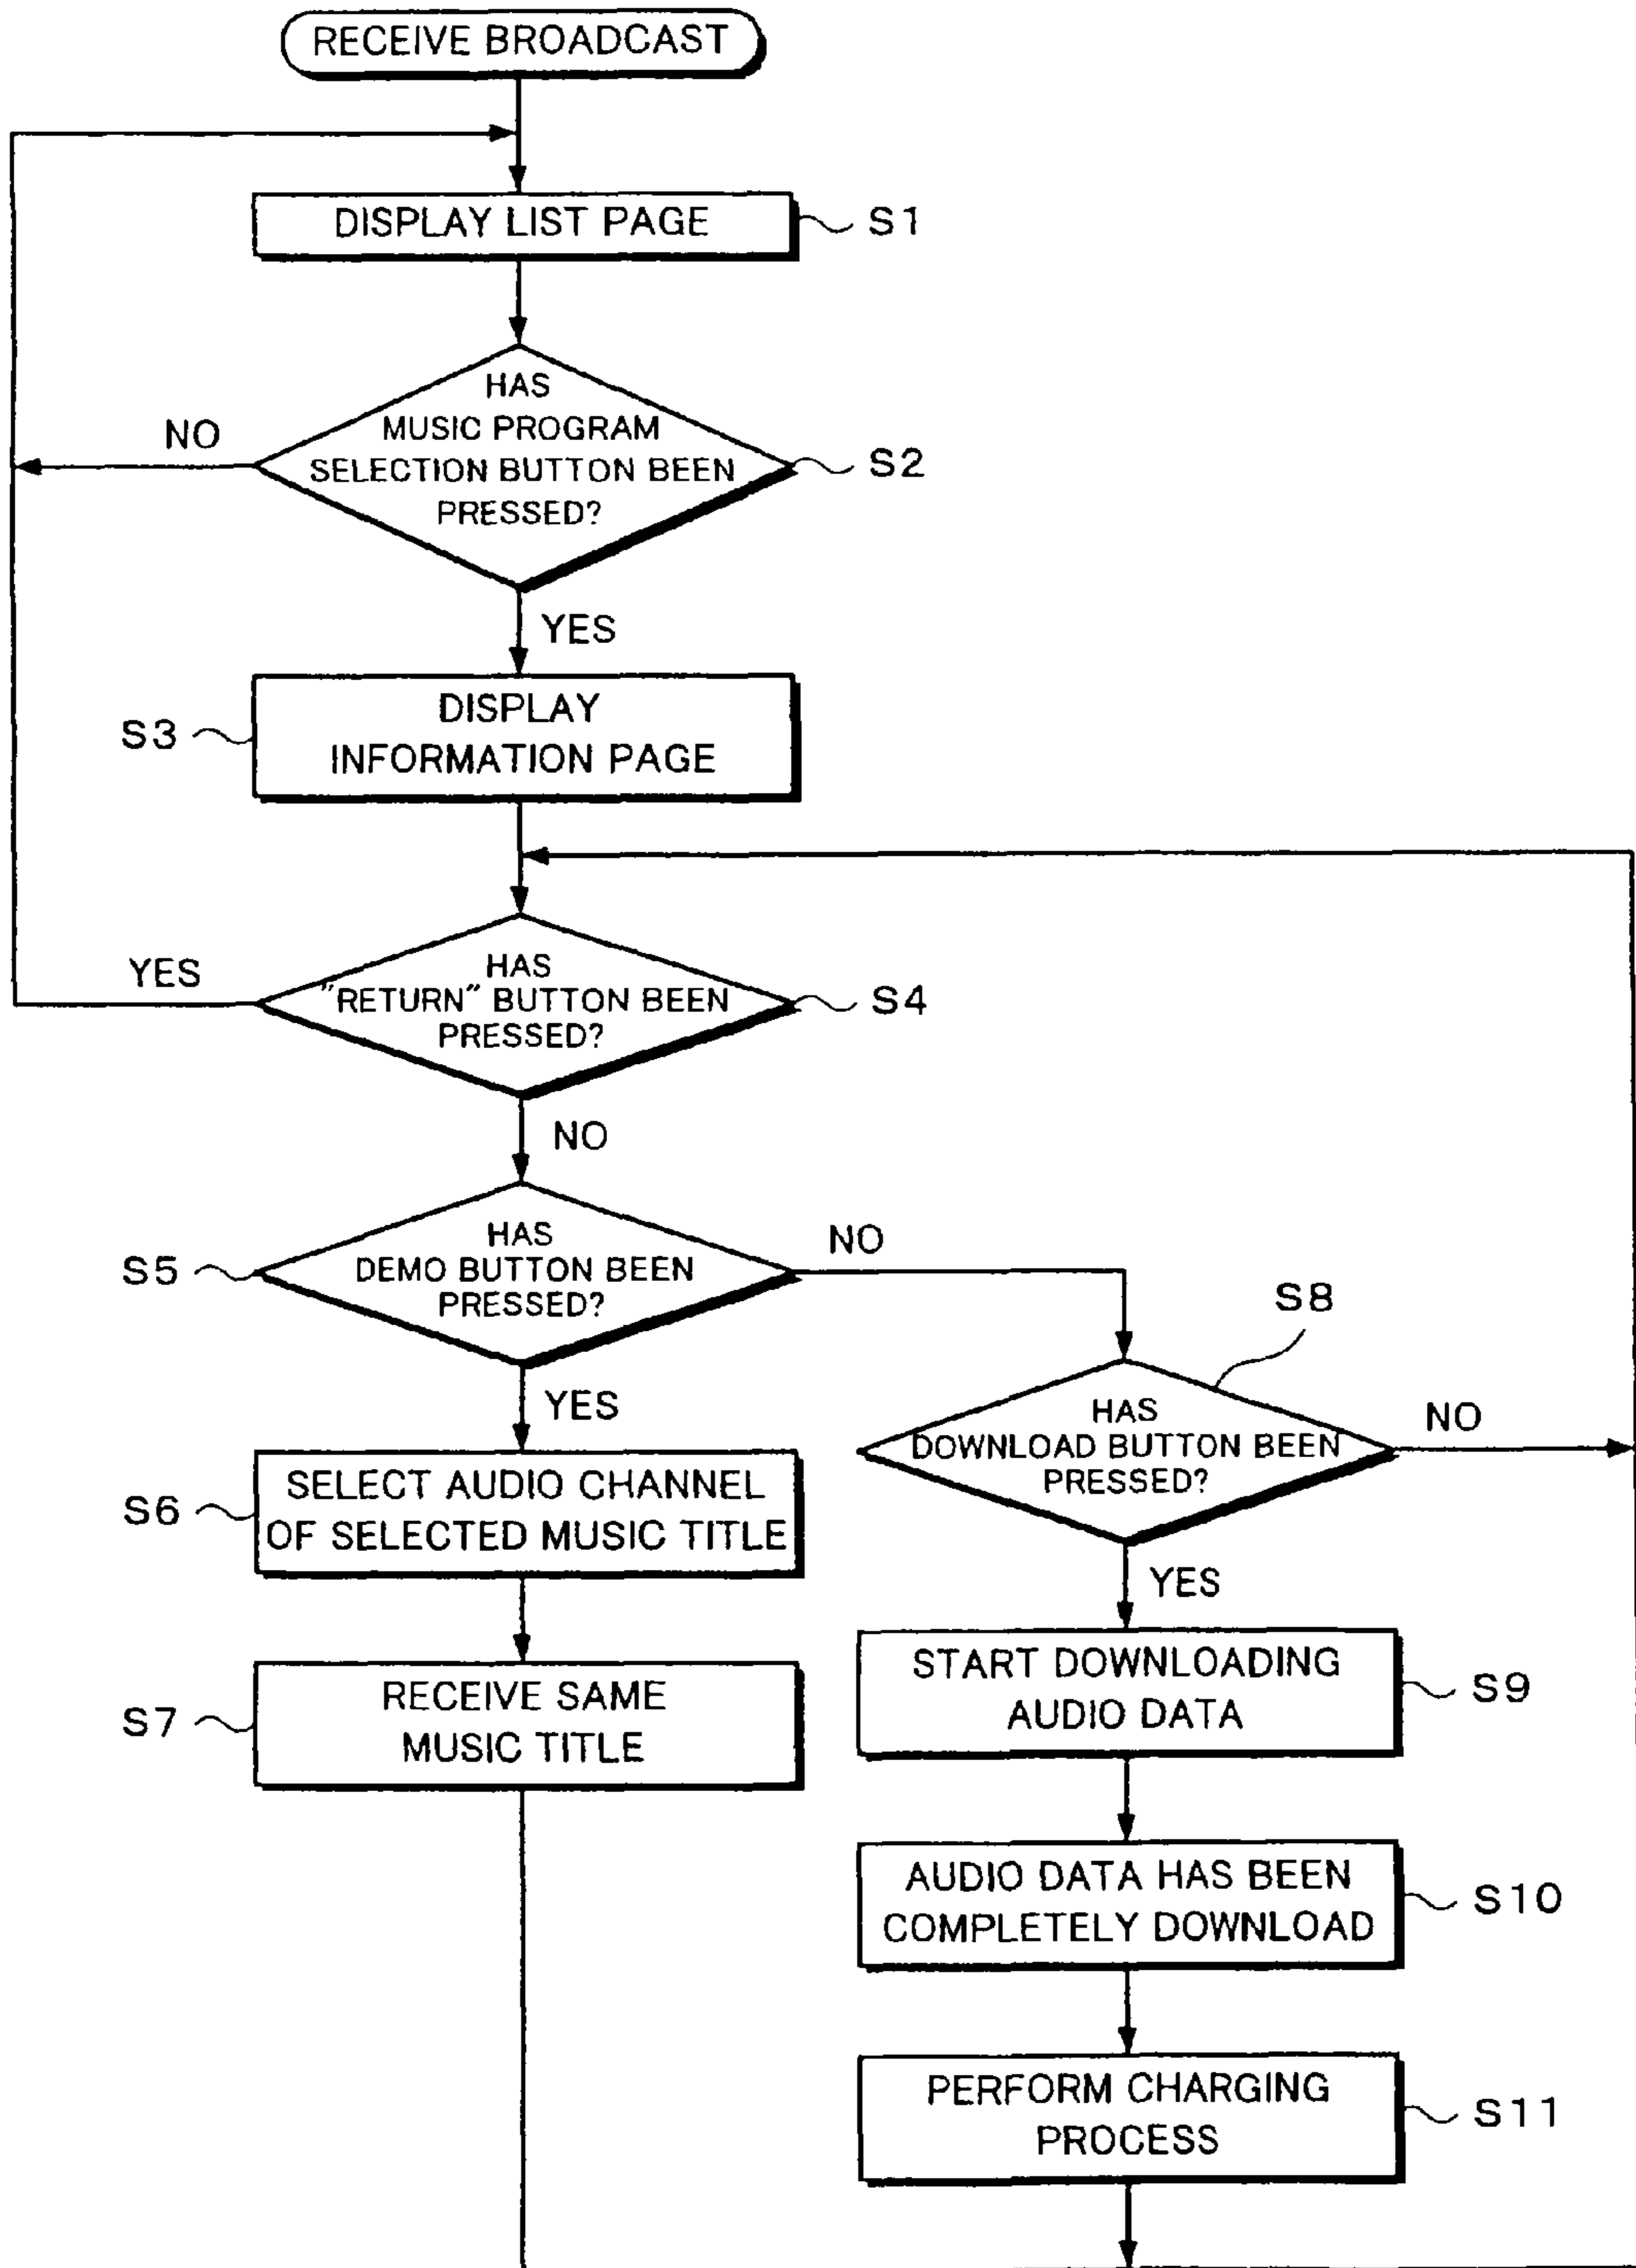 RECEIVE BROADCAST
DISPLAY LIST PAGE
S1
HAS
MUSIC PROGRAM
SELECTION BUTTON BEEN
PRESSED?
S2
NO
YES
DISPLAY
INFORMATION PAGE
S3
HAS
"RETURN" BUTTON BEEN
PRESSED?
S4
YES
NO
HAS
DEMO BUTTON BEEN
PRESSED?
S5
NO
YES
SELECT AUDIO CHANNEL
OF SELECTED MUSIC TITLE
S6
RECEIVE SAME
MUSIC TITLE
S7
S8
HAS
DOWNLOAD BUTTON BEEN
PRESSED?
NO
YES
START DOWNLOADING
AUDIO DATA
S9
AUDIO DATA HAS BEEN
COMPLETELY DOWNLOAD
S10
PERFORM CHARGING
PROCESS
S11